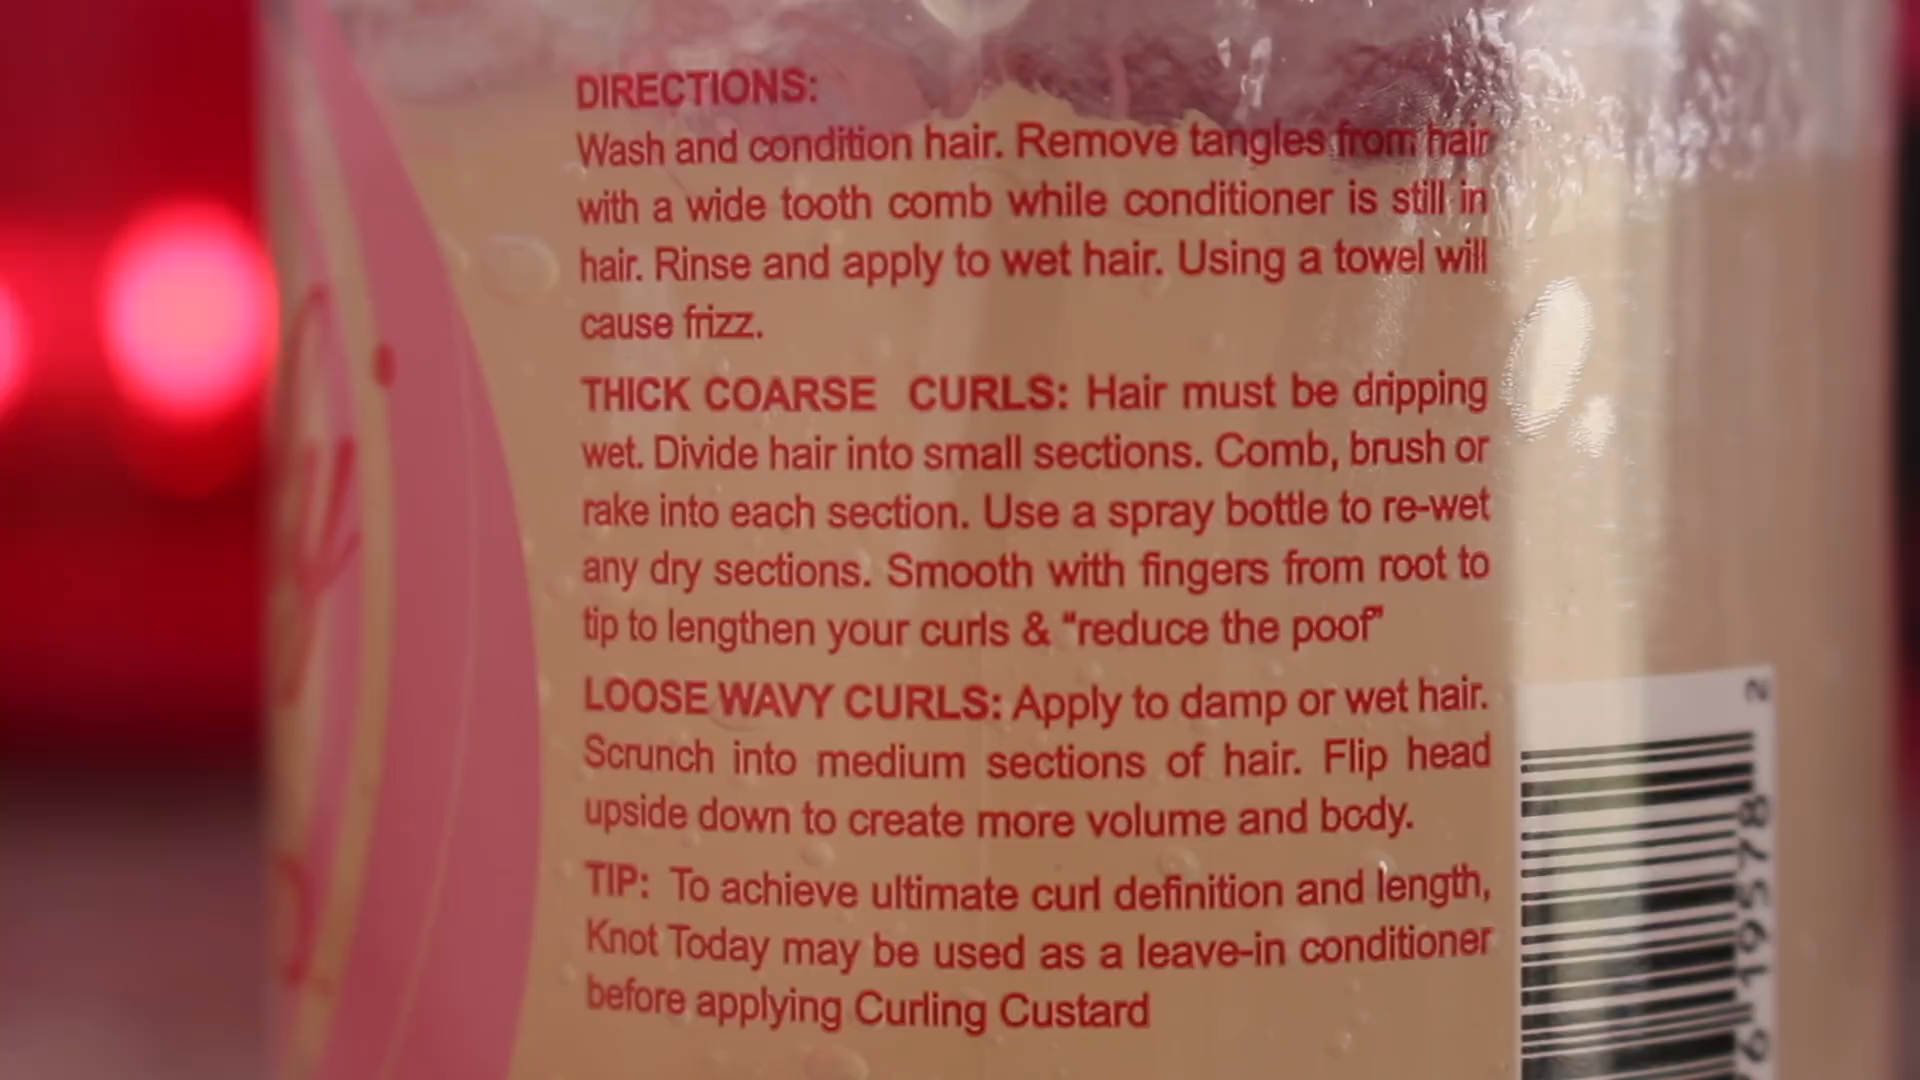 DIRECTIONS:
Wash and condition hair. Remove tangles from hair
with a wide tooth comb while conditioner is still in
hair. Rinse and apply to wet hair. Using a towel will
cause frizz.
THICK COARSE CURLS: Hair must be dripping
wet. Divide hair into small sections. Comb, brush or
rake into each section. Use a spray bottle to re-wet
any dry sections. Smooth with fingers from root to
tip to lengthen your curls & “reduce the poof”
LOOSE WAVY CURLS: Apply to damp or wet hair.
Scrunch into medium sections of hair. Flip head
upside down to create more volume and body.
TIP: To achieve ultimate curl definition and length,
Knot Today may be used as a leave-in conditioner
before applying Curling Custard
2